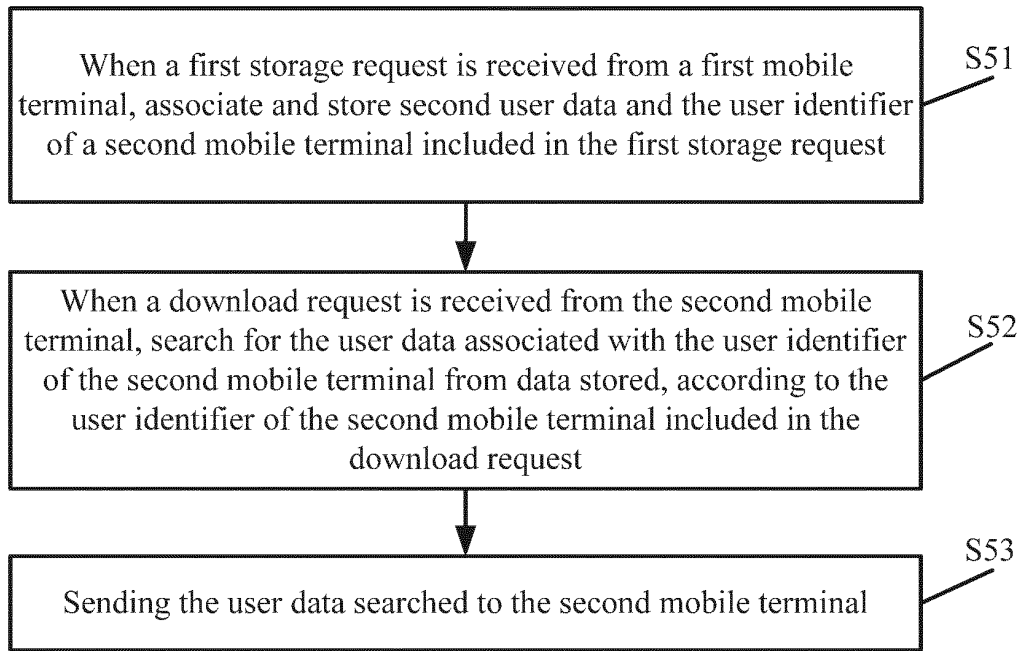 When a first storage request is received from a first mobile
terminal, associate and store second user data and the user identifier
of a second mobile terminal included in the first storage request
S51
When a download request is received from the second mobile
terminal, search for the user data associated with the user identifier
of the second mobile terminal from data stored, according to the
user identifier of the second mobile terminal included in the
download request
S52
Sending the user data searched to the second mobile terminal
S53